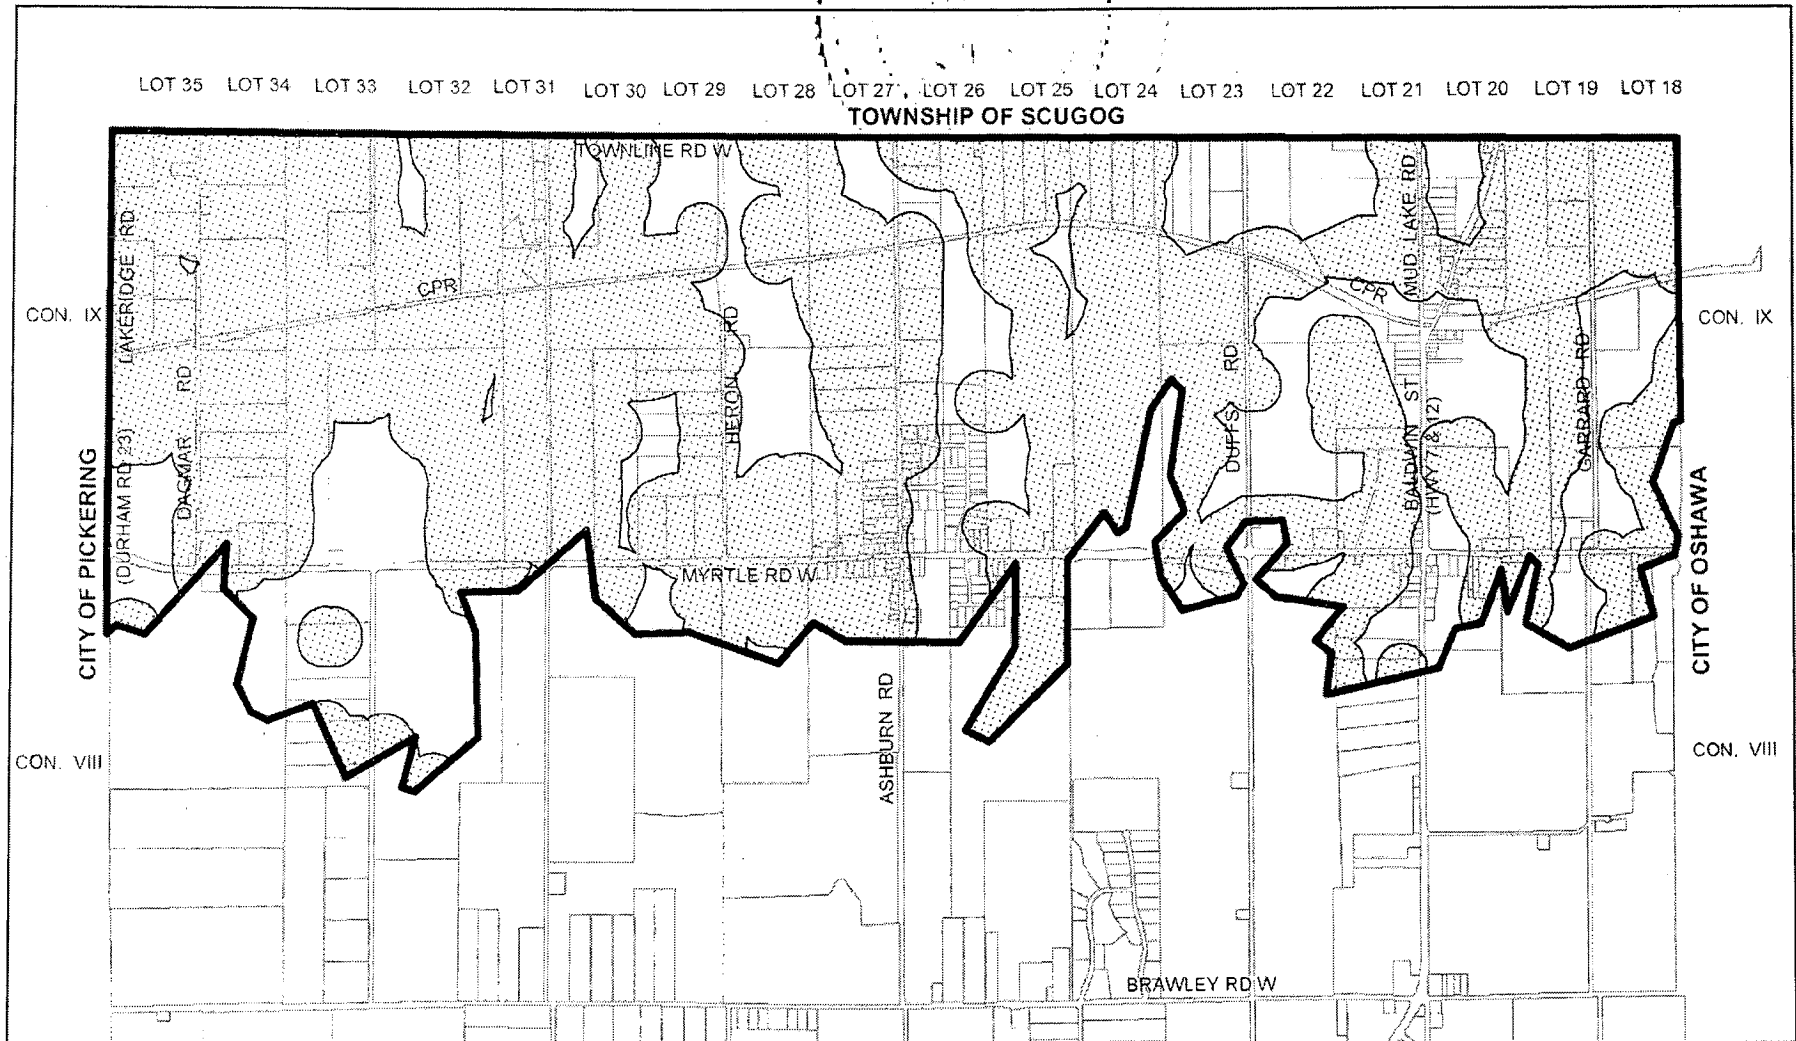 LOT 35 LOT 34 LOT 33 LOT 32 LOT 31 LOT 30 LOT 29 LOT 28 LOT 27 LOT 26 LOT 25 LOT 24 LOT 23 LOT 22 LOT 21 LOT 20 LOT 19 LOT 18
TOWNSHIP OF SCUGOG
TOWNLINE RD W
LAKERIDGE RD
(DURHAM RD 23)
DAGMAR RD
CPR
HERON RD
DUFFS RD
MUD LAKE RD
CPR
BALDWIN ST
(HWY 7 & 12)
GARRARD RD
CON. IX
CON. IX
CITY OF PICKERING
CITY OF OSHAWA
MYRTLE RD W
ASHBURN RD
CON. VIII
CON. VIII
BRAWLEY RD W